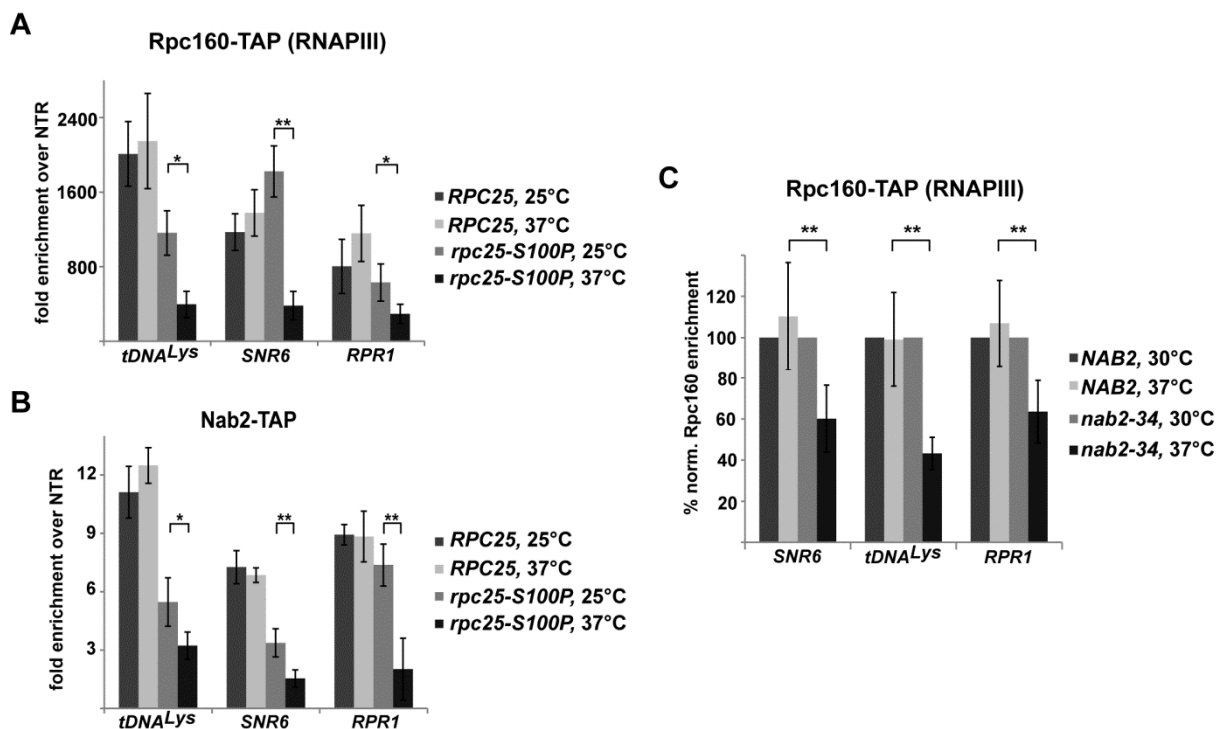 A
Rpc160-TAP (RNAPIII)
fold enrichment over NTR
2400
1600
800
*
**
*
tDNALys
SNR6
RPR1
RPC25, 25°C
RPC25, 37°C
rpc25-S100P, 25°C
rpc25-S100P, 37°C
B
Nab2-TAP
fold enrichment over NTR
12
9
6
3
*
**
**
tDNALys
SNR6
RPR1
RPC25, 25°C
RPC25, 37°C
rpc25-S100P, 25°C
rpc25-S100P, 37°C
C
Rpc160-TAP (RNAPIII)
% norm. Rpc160 enrichment
120
100
80
60
40
20
**
**
**
SNR6
tDNALys
RPR1
NAB2, 30°C
NAB2, 37°C
nab2-34, 30°C
nab2-34, 37°C